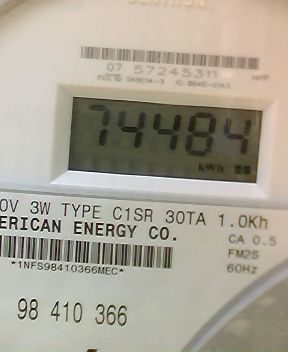 07 57245311
74484
kWh
0V 3W TYPE C1SR 30TA 1.0Kh
ERICAN ENERGY CO.
CA 0.5
*1NFS98410366MEC*
FM2S
60Hz
98 410 366